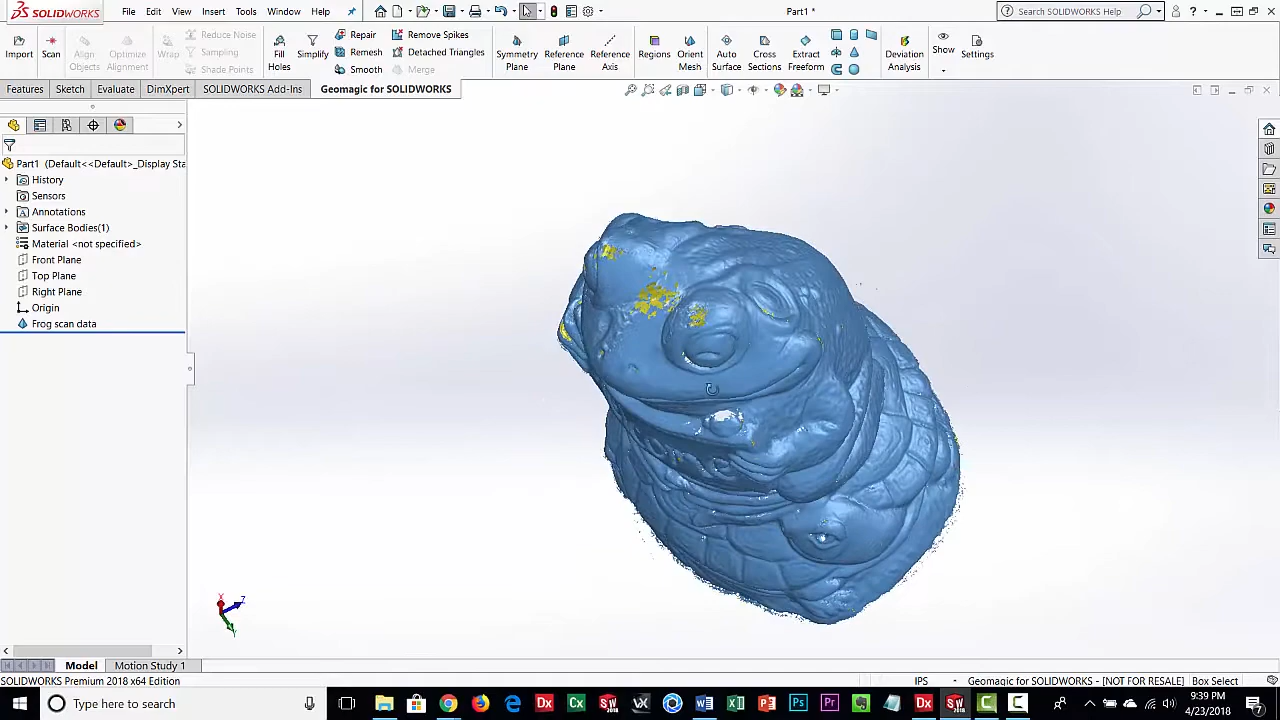 SOLIDWORKS File Edit View Insert Tools Window Help Part1 * Search SOLIDWORKS Help
Import Scan Align Objects Optimize Alignment Wrap Reduce Noise Sampling Shade Points Fill Holes Simplify Repair Remesh Smooth Remove Spikes Detached Triangles Merge Symmetry Plane Reference Plane Reference Axis Regions Orient Mesh Auto Surface Cross Sections Extract Freeform Deviation Analysis Show Settings
Features Sketch Evaluate DimXpert SOLIDWORKS Add-Ins Geomagic for SOLIDWORKS
Part1 (Default<<Default>_Display Sta
History
Sensors
Annotations
Surface Bodies(1)
Material <not specified>
Front Plane
Top Plane
Right Plane
Origin
Frog scan data
X
Z
Y
Model Motion Study 1
SOLIDWORKS Premium 2018 x64 Edition IPS Geomagic for SOLIDWORKS - [NOT FOR RESALE] Box Select
Type here to search
9:39 PM
4/23/2018